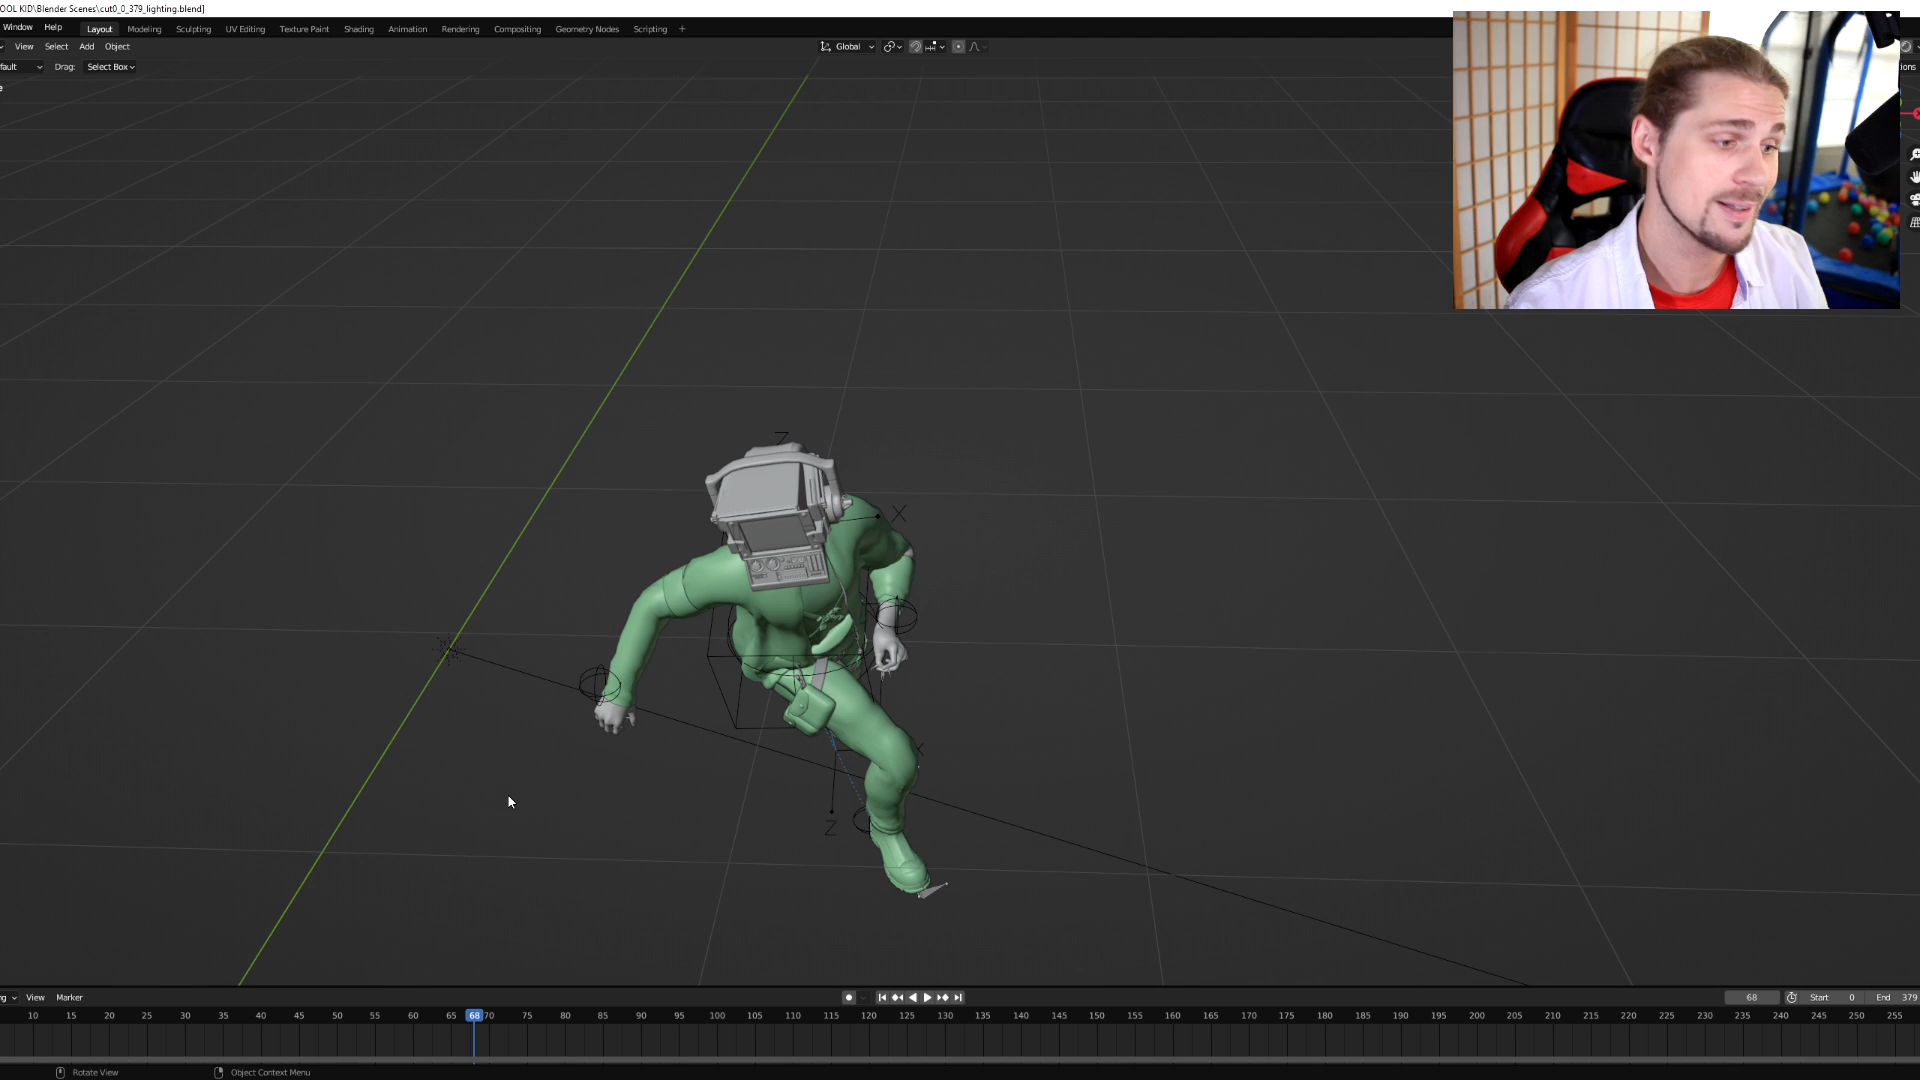 OOL KID\Blender Scenes\cut0_0_379_lighting.blend]
Window Help Layout Modeling Sculpting UV Editing Texture Paint Shading Animation Rendering Compositing Geometry Nodes Scripting +
View Select Add Object Global
fault Drag: Select Box ions
e
Z
X
X
Z
ng View Marker 68 Start 0 End 379
10 15 20 25 30 35 40 45 50 55 60 65 68 70 75 80 85 90 95 100 105 110 115 120 125 130 135 140 145 150 155 160 165 170 175 180 185 190 195 200 205 210 215 220 225 230 235 240 245 250 255
Rotate View Object Context Menu